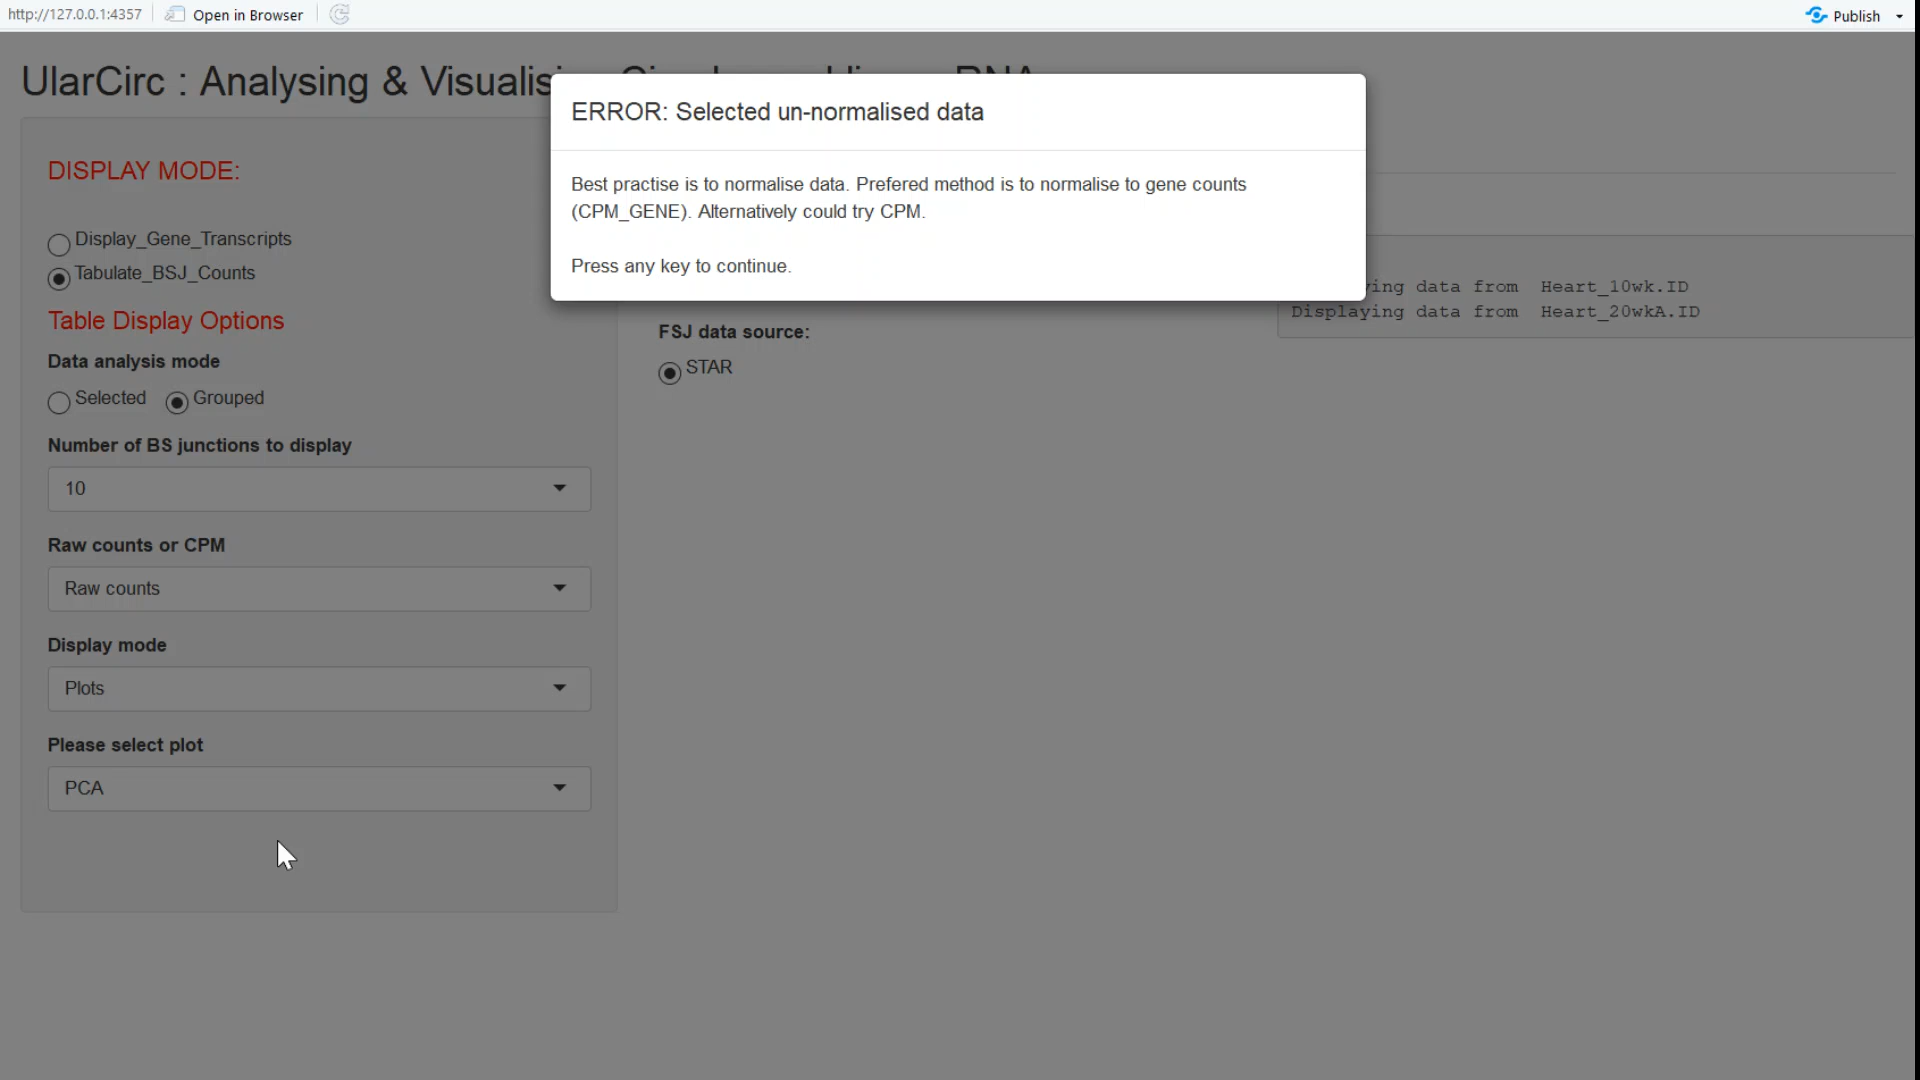 http://127.0.0.1:4357 Open in Browser Publish
UlarCirc : Analysing & Visualisi
ERROR: Selected un-normalised data
Best practise is to normalise data. Prefered method is to normalise to gene counts
(CPM_GENE). Alternatively could try CPM.
Press any key to continue.
DISPLAY MODE:
Display_Gene_Transcripts
Tabulate_BSJ_Counts
Table Display Options
Data analysis mode
Selected Grouped
Number of BS junctions to display
10
Raw counts or CPM
Raw counts
Display mode
Plots
Please select plot
PCA
FSJ data source:
STAR
ying data from Heart_10wk.ID
Displaying data from Heart_20wkA.ID